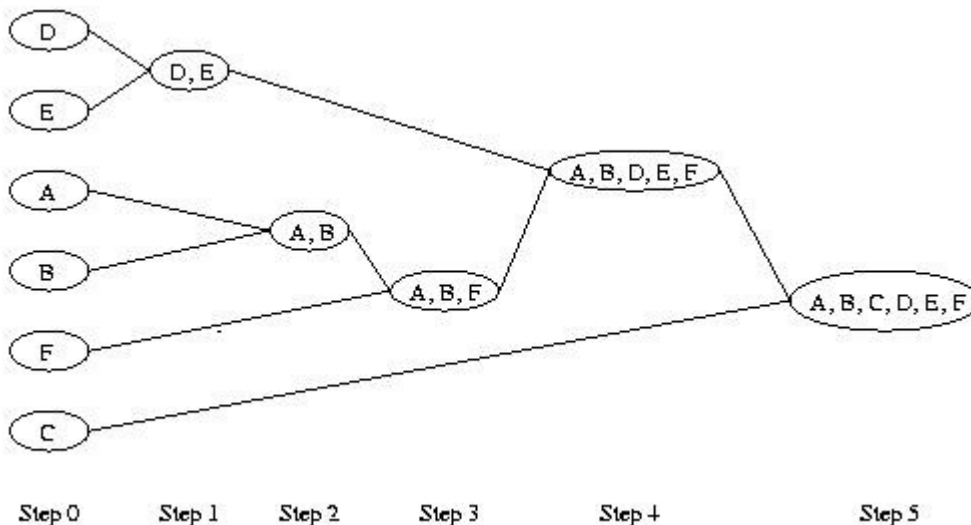 D
D, E
E
A, B, D, E, F
A
A, B
B
A, B, F
A, B, C, D, E, F
F
C
Step 0 Step 1 Step 2 Step 3 Step 4 Step 5